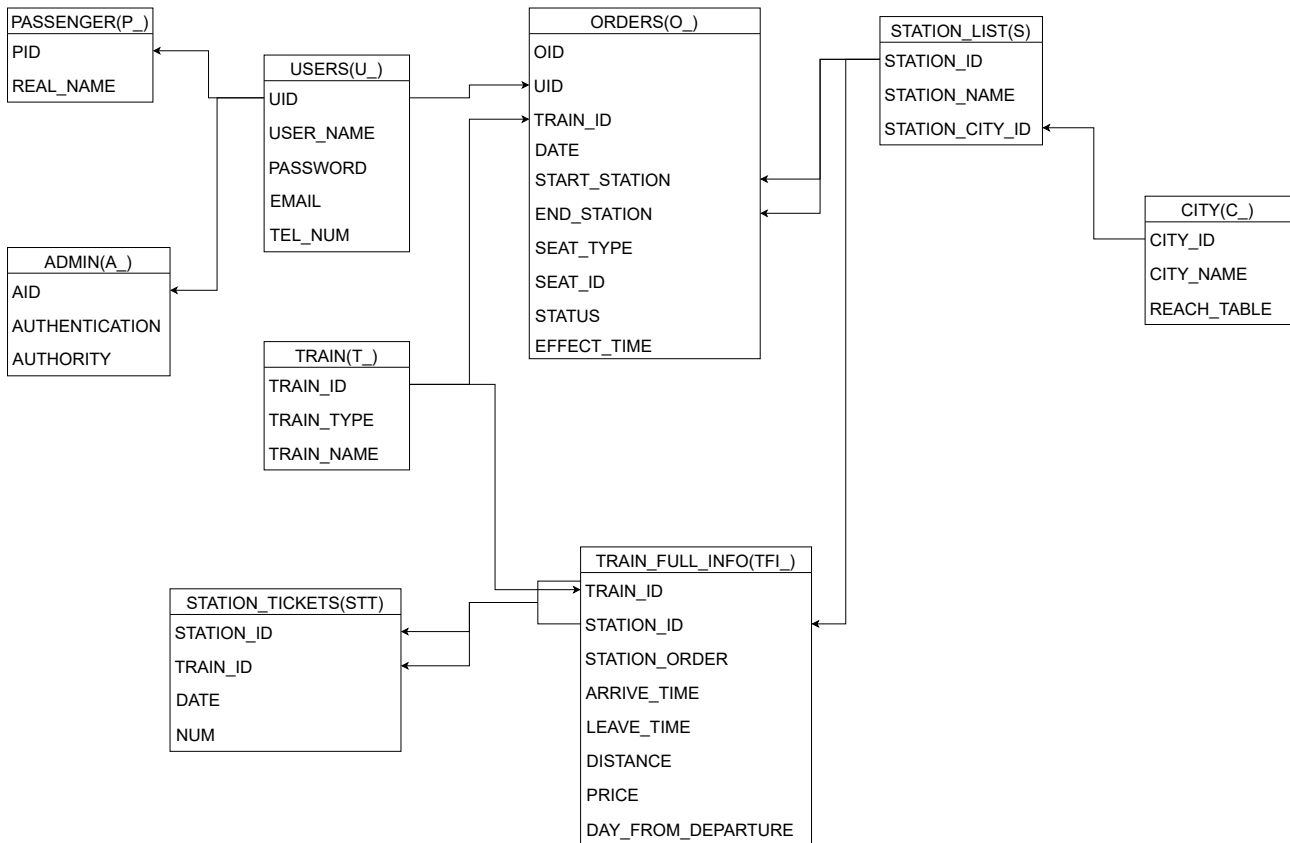 PASSENGER(P_)
PID
REAL_NAME
USERS(U_)
UID
USER_NAME
PASSWORD
EMAIL
TEL_NUM
ORDERS(O_)
OID
UID
TRAIN_ID
DATE
START_STATION
END_STATION
SEAT_TYPE
SEAT_ID
STATUS
EFFECT_TIME
STATION_LIST(S)
STATION_ID
STATION_NAME
STATION_CITY_ID
CITY(C_)
CITY_ID
CITY_NAME
REACH_TABLE
ADMIN(A_)
AID
AUTHENTICATION
AUTHORITY
TRAIN(T_)
TRAIN_ID
TRAIN_TYPE
TRAIN_NAME
STATION_TICKETS(STT)
STATION_ID
TRAIN_ID
DATE
NUM
TRAIN_FULL_INFO(TFI_)
TRAIN_ID
STATION_ID
STATION_ORDER
ARRIVE_TIME
LEAVE_TIME
DISTANCE
PRICE
DAY_FROM_DEPARTURE